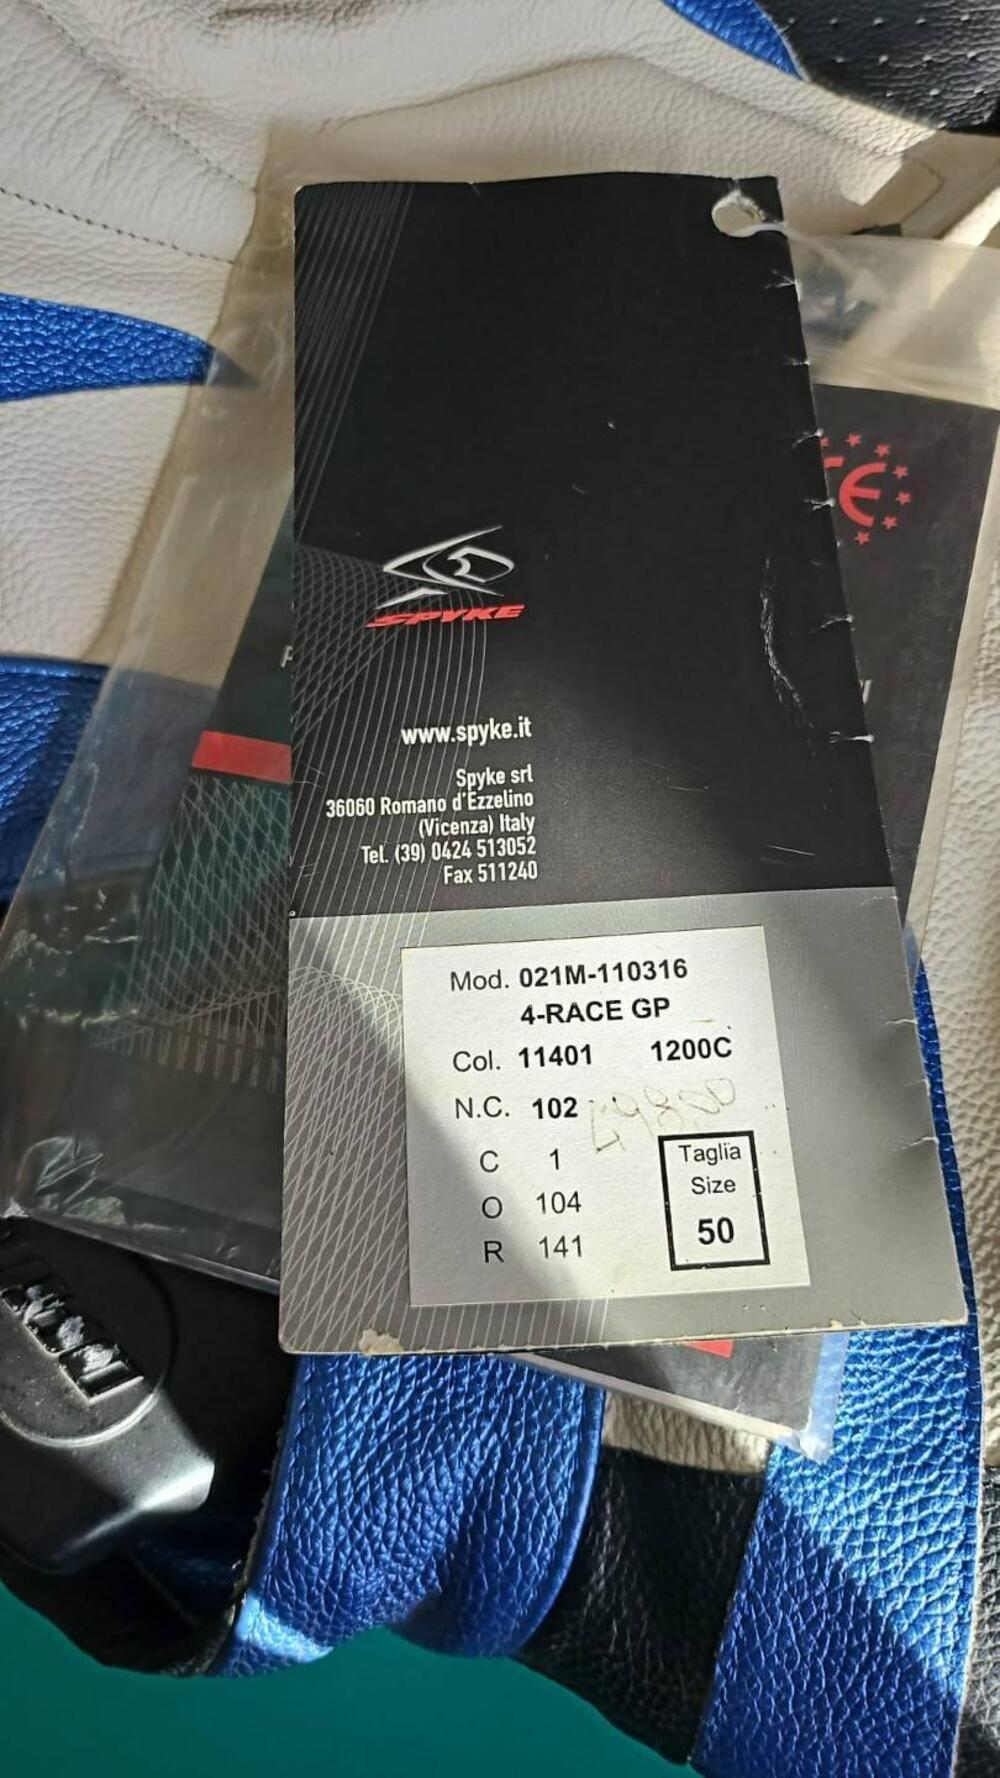 SPYKE
www.spyke.it
Spyke srl
36060 Romano d'Ezzelino
(Vicenza) Italy
Tel. (39) 0424 513052
Fax 511240
Mod. 021M-110316
4-RACE GP
Col. 11401 1200C
N.C. 102
C 1
O 104
R 141
Taglia
Size
50
CE